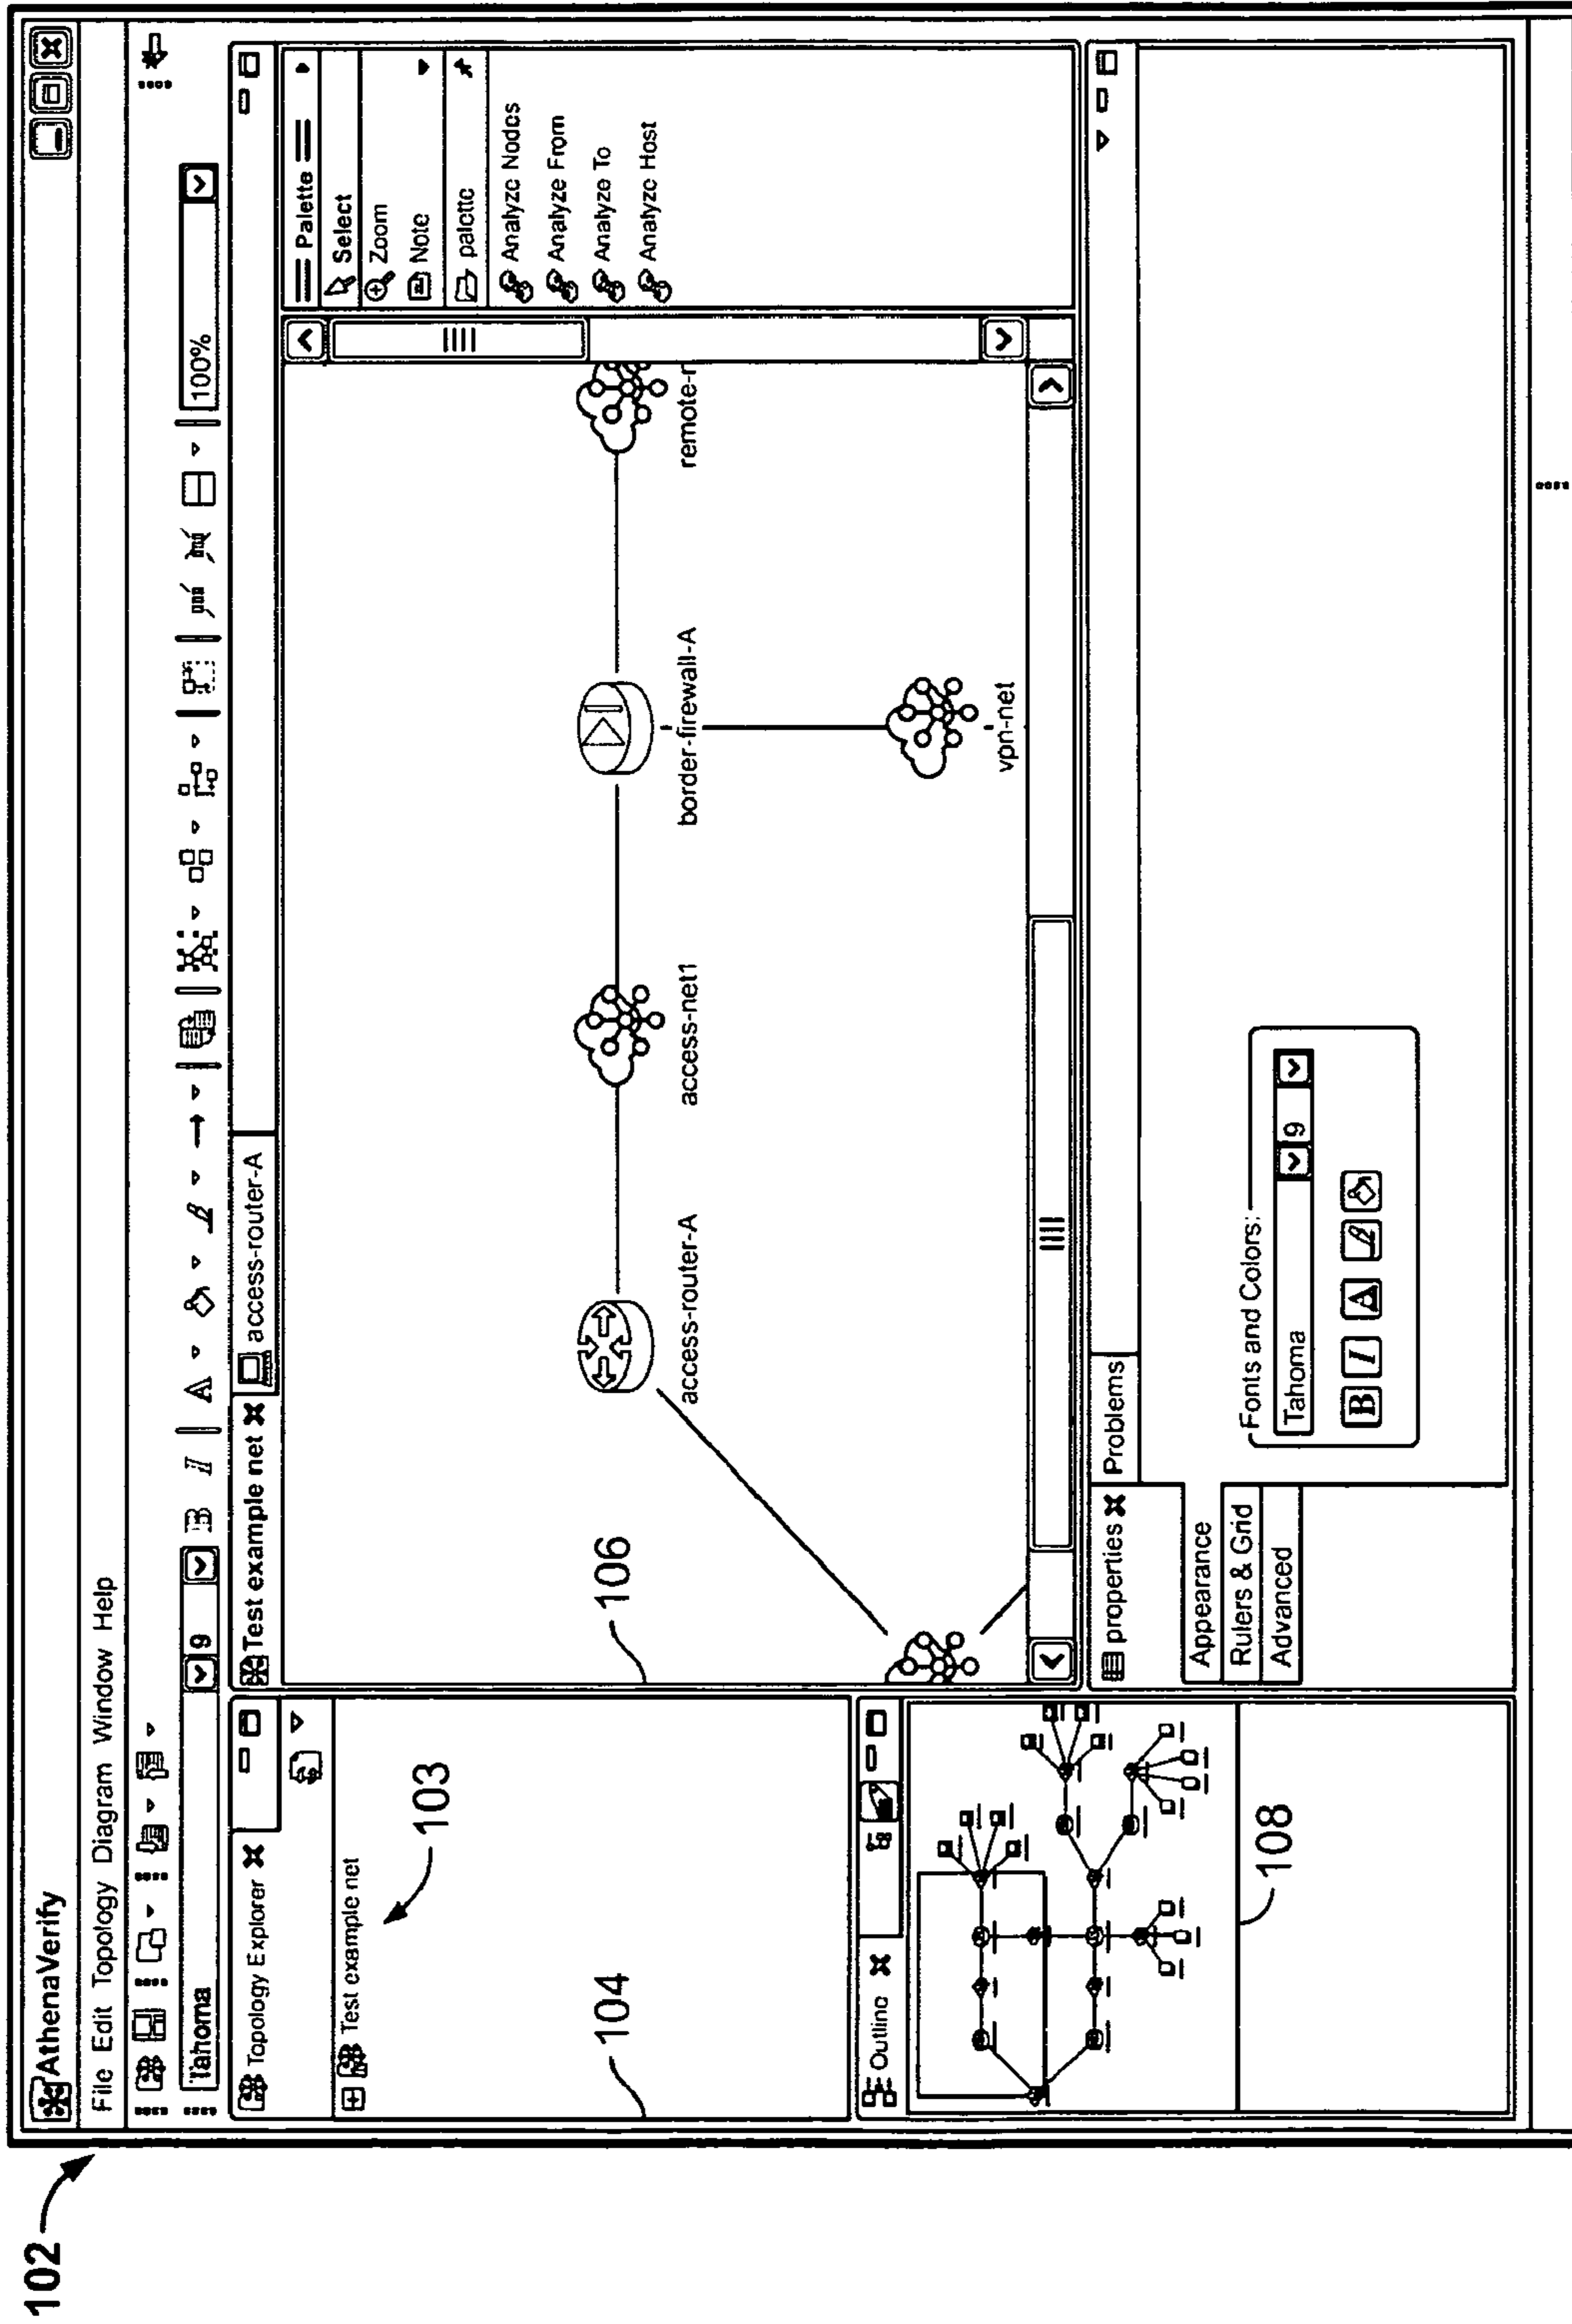 102
AthenaVerify
File Edit Topology Diagram Window Help
Tahoma 9 B I A 100%
Topology Explorer
Test example net
103
104
Test example net access-router-A
106
access-router-A
access-net1
border-firewall-A
remote-r
vpn-net
Palette
Select
Zoom
Note
palette
Analyze Nodes
Analyze From
Analyze To
Analyze Host
Outline
108
properties Problems
Appearance
Rulers & Grid
Advanced
Fonts and Colors:
Tahoma 9
B I A